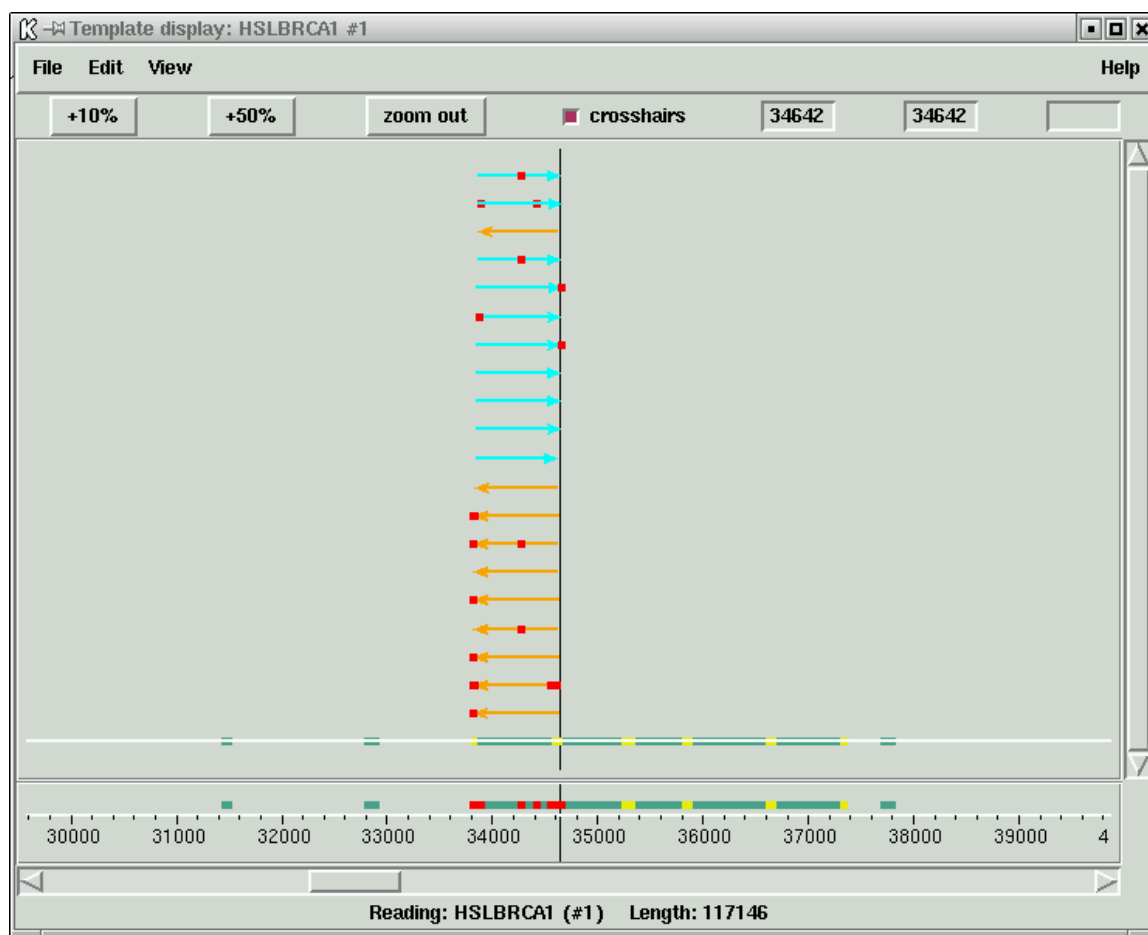 Template display: HSLBRCA1 #1
File Edit View Help
+10% +50% zoom out crosshairs 34642 34642
30000 31000 32000 33000 34000 35000 36000 37000 38000 39000 4
Reading: HSLBRCA1 (#1) Length: 117146